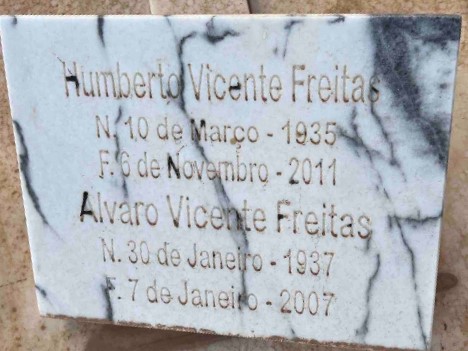 Humberto Vicente Freitas
N. 10 de Março - 1935
F. 6 de Novembro - 2011
Alvaro Vicente Freitas
N. 30 de Janeiro - 1937
F. 7 de Janeiro - 2007